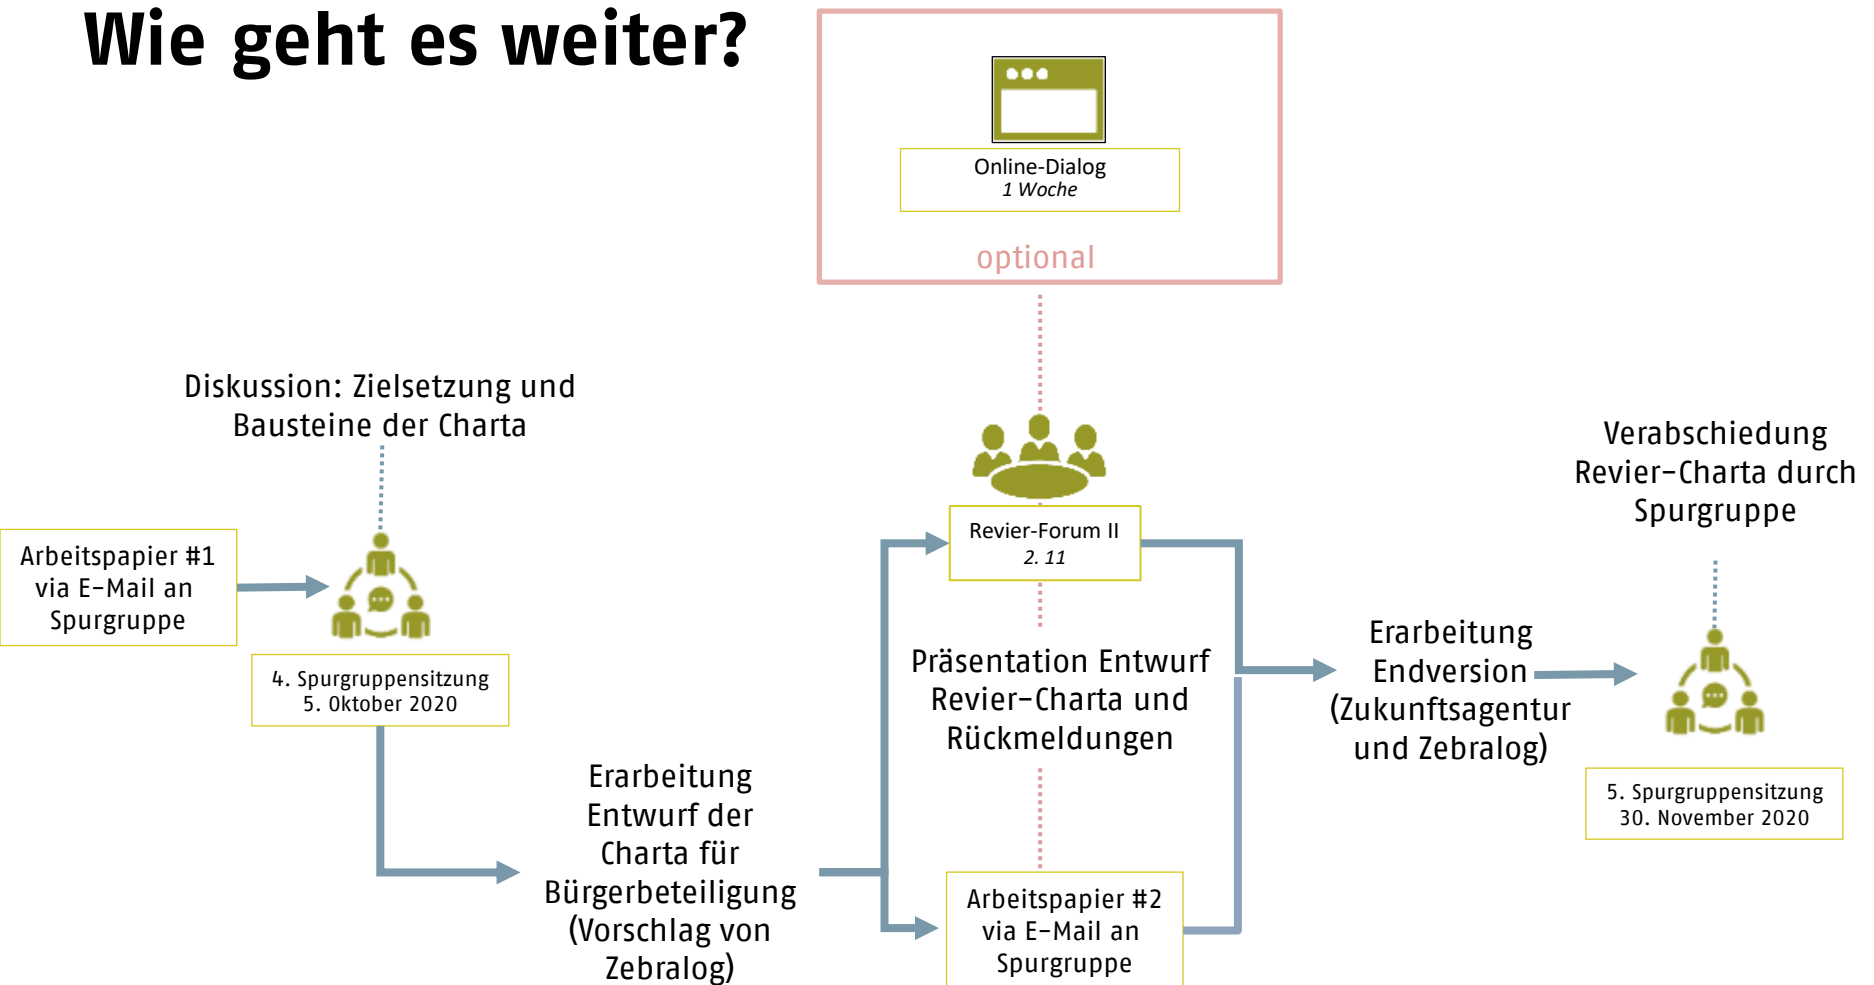 Wie geht es weiter?
Online-Dialog
1 Woche
optional
Diskussion: Zielsetzung und
Bausteine der Charta
Arbeitspapier #1
via E-Mail an
Spurgruppe
4. Spurgruppensitzung
5. Oktober 2020
Erarbeitung
Entwurf der
Charta für
Bürgerbeteiligung
(Vorschlag von
Zebralog)
Revier-Forum II
2. 11
Präsentation Entwurf
Revier-Charta und
Rückmeldungen
Arbeitspapier #2
via E-Mail an
Spurgruppe
Erarbeitung
Endversion
(Zukunftsagentur
und Zebralog)
Verabschiedung
Revier-Charta durch
Spurgruppe
5. Spurgruppensitzung
30. November 2020